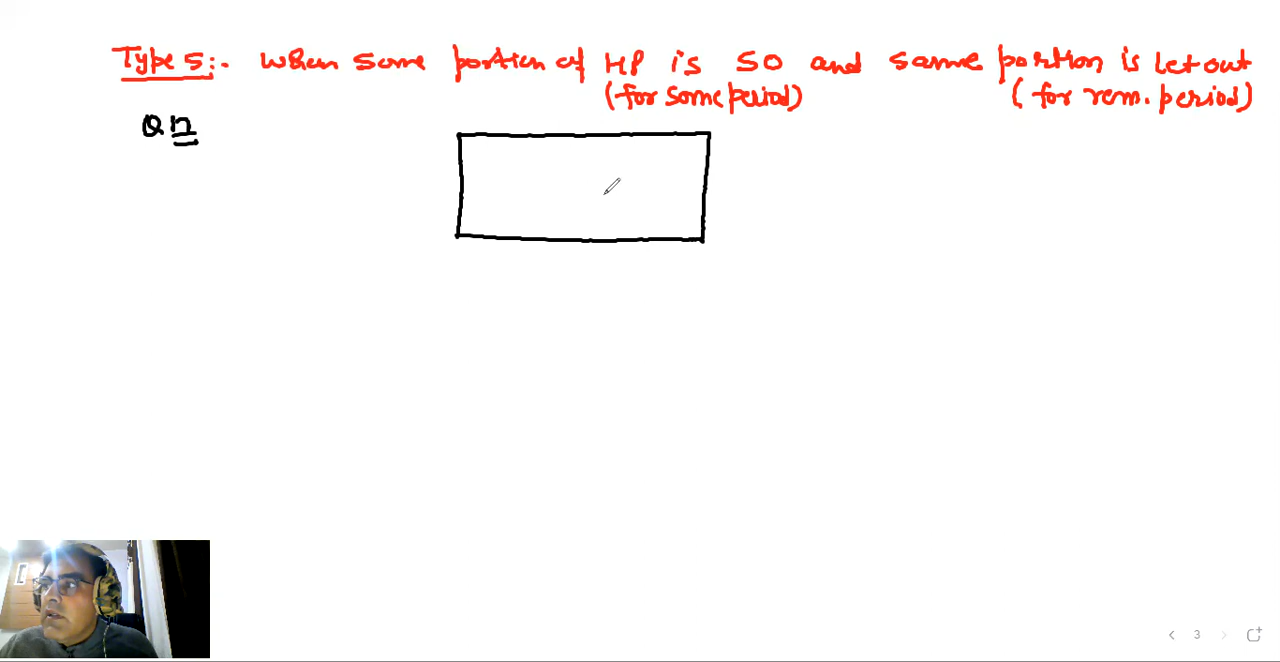 Type 5:- When some portion of HP is SO and same portion is Let out
(for some period) (for rem. period)
Q n
3